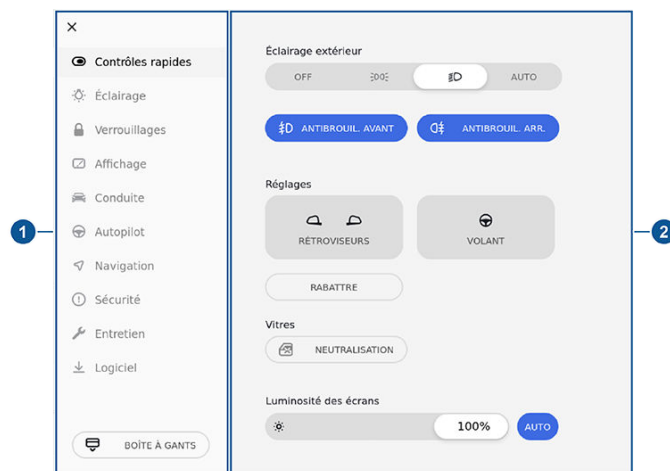 Contrôles rapides
Éclairage
Verrouillages
Affichage
Conduite
Autopilot
Navigation
Sécurité
Entretien
Logiciel
BOÎTE À GANTS
1
Éclairage extérieur
OFF
AUTO
ANTIBROUIL. AVANT
ANTIBROUIL. ARR.
Réglages
RÉTROVISEURS
VOLANT
RABATTRE
Vitres
NEUTRALISATION
Luminosité des écrans
100%
AUTO
2